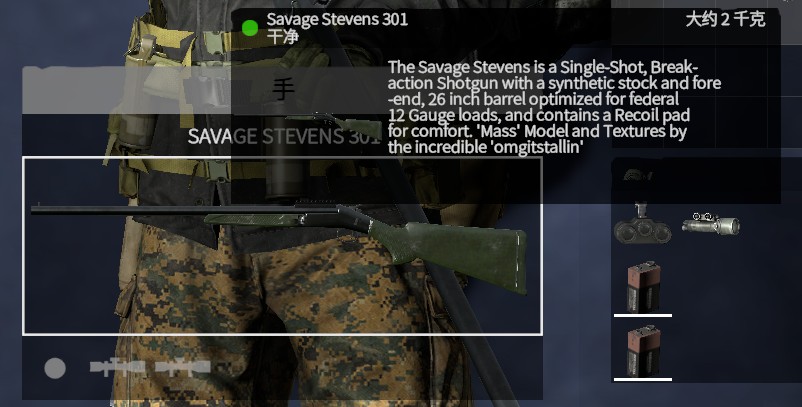 Savage Stevens 301
大约 2 千克
干净
The Savage Stevens is a Single-Shot, Break-
action Shotgun with a synthetic stock and fore
-end, 26 inch barrel optimized for federal
12 Gauge loads, and contains a Recoil pad
for comfort. 'Mass' Model and Textures by
the incredible 'omgitstallin'
手
SAVAGE STEVENS 301